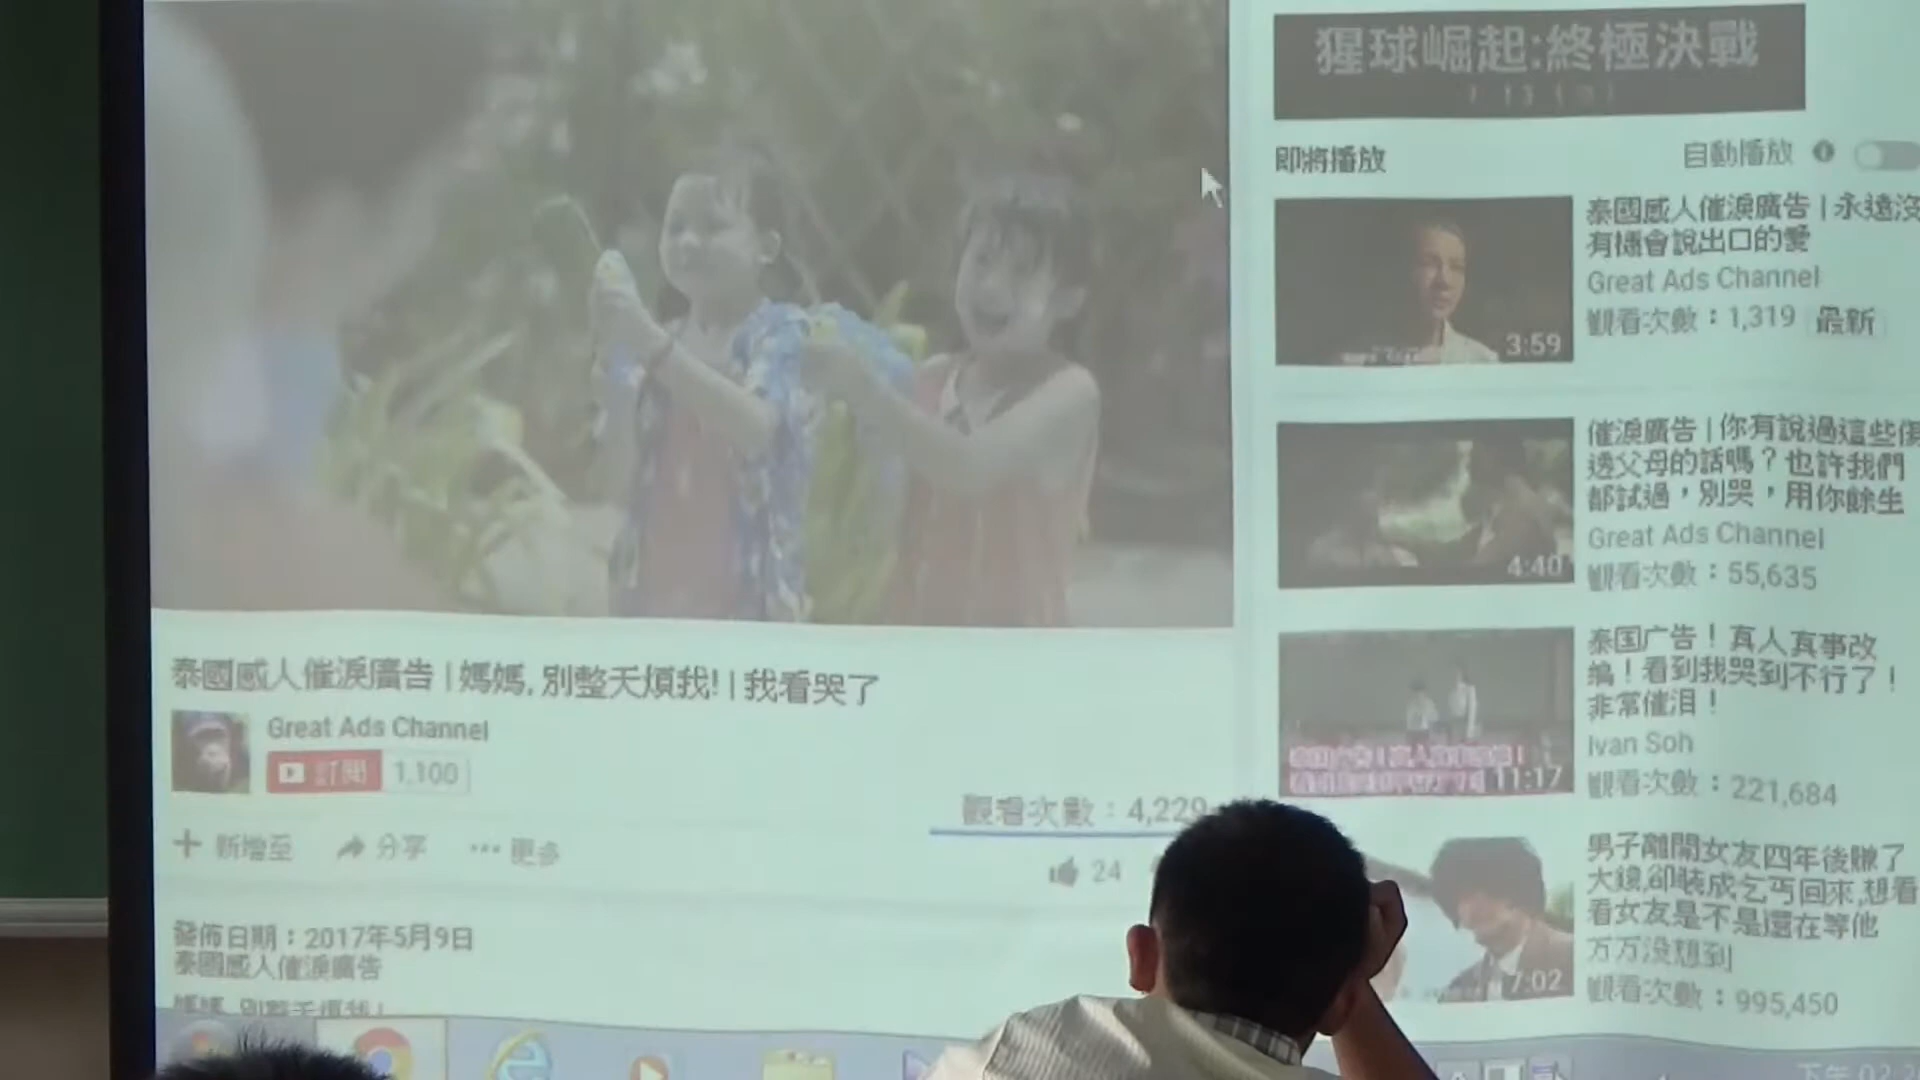 猩球崛起:終極決戰
即將播放
自動播放
泰國感人催淚廣告 | 永遠沒
有機會說出口的愛
Great Ads Channel
觀看次數：1,319 最新
3:59
催淚廣告 | 你有說過這些傷
透父母的話嗎？也許我們
都試過，別哭，用你餘生
Great Ads Channel
觀看次數：55,635
4:40
泰国广告！真人真事改
编！看到我哭到不行了！
非常催泪！
Ivan Soh
觀看次數：221,684
11:17
男子離開女友四年後賺了
大錢,卻裝成乞丐回來,想看
看女友是不是還在等他
万万没想到
觀看次數：995,450
7:02
泰國感人催淚廣告 | 媽媽, 別整天煩我! | 我看哭了
Great Ads Channel
訂閱 1,100
觀看次數：4,229
新增至 分享 ••• 更多
24
發佈日期：2017年5月9日
泰國感人催淚廣告
媽媽, 別整天煩我!